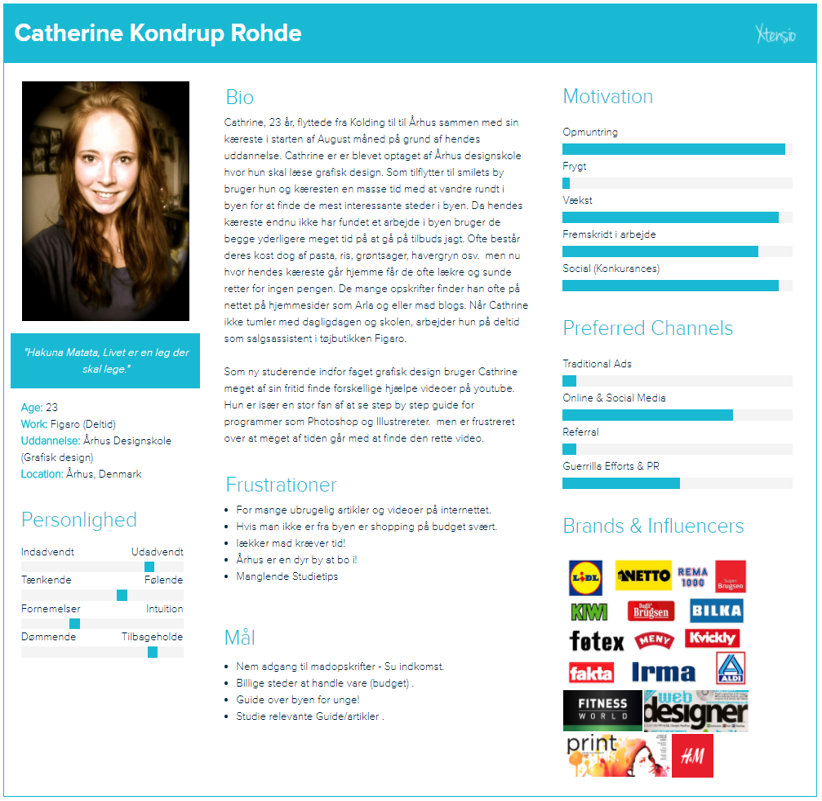 Catherine Kondrup Rohde
Xtensio
"Hakuna Matata, Livet er en leg der
skal lege."
Age: 23
Work: Figaro (Deltid)
Uddannelse: Århus Designskole
(Grafisk design)
Location: Århus, Denmark
Personlighed
Indadvendt Udadvendt
Tænkende Følende
Fornemelser Intuition
Dømmende Tilbageholde
Bio
Cathrine, 23 år, flyttede fra Kolding til til Århus sammen med sin
kæreste i starten af August måned på grund af hendes
uddannelse. Cathrine er er blevet optaget af Århus designskole
hvor hun skal læse grafisk design. Som tilflytter til smilets by
bruger hun og kæresten en masse tid med at vandre rundt i
byen for at finde de mest interessante steder i byen. Da hendes
kæreste endnu ikke har fundet et arbejde i byen bruger de
begge yderligere meget tid på at gå på tilbuds jagt. Ofte består
deres kost dog af pasta, ris, grøntsager, havergryn osv. men nu
hvor hendes kæreste går hjemme får de ofte lækre og sunde
retter for ingen pengen. De mange opskrifter finder han ofte på
nettet på hjemmesider som Arla og eller mad blogs. Når Cathrine
ikke tumler med dagligdagen og skolen, arbejder hun på deltid
som salgsassistent i tøjbutikken Figaro.
Som ny studerende indfor faget grafisk design bruger Cathrine
meget af sin fritid finde forskellige hjælpe videoer på youtube.
Hun er især en stor fan af at se step by step guide for
programmer som Photoshop og Illustrereter. men er frustreret
over at meget af tiden går med at finde den rette video.
Frustrationer
For mange ubrugelig artikler og videoer på internettet.
Hvis man ikke er fra byen er shopping på budget svært.
lækker mad kræver tid!
Århus er en dyr by at bo i!
Manglende Studietips
Mål
Nem adgang til madopskrifter - Su indkomst.
Billige steder at handle vare (budget) .
Guide over byen for unge!
Studie relevante Guide/artikler .
Motivation
Opmuntring
Frygt
Vækst
Fremskridt i arbejde
Social (Konkurances)
Preferred Channels
Traditional Ads
Online & Social Media
Referral
Guerrilla Efforts & PR
Brands & Influencers
LIDL NETTO REMA 1000 Super Brugsen
KIWI Dagli' Brugsen BILKA
føtex MENY Kvickly
fakta Irma ALDI
FITNESS WORLD web designer
print H&M